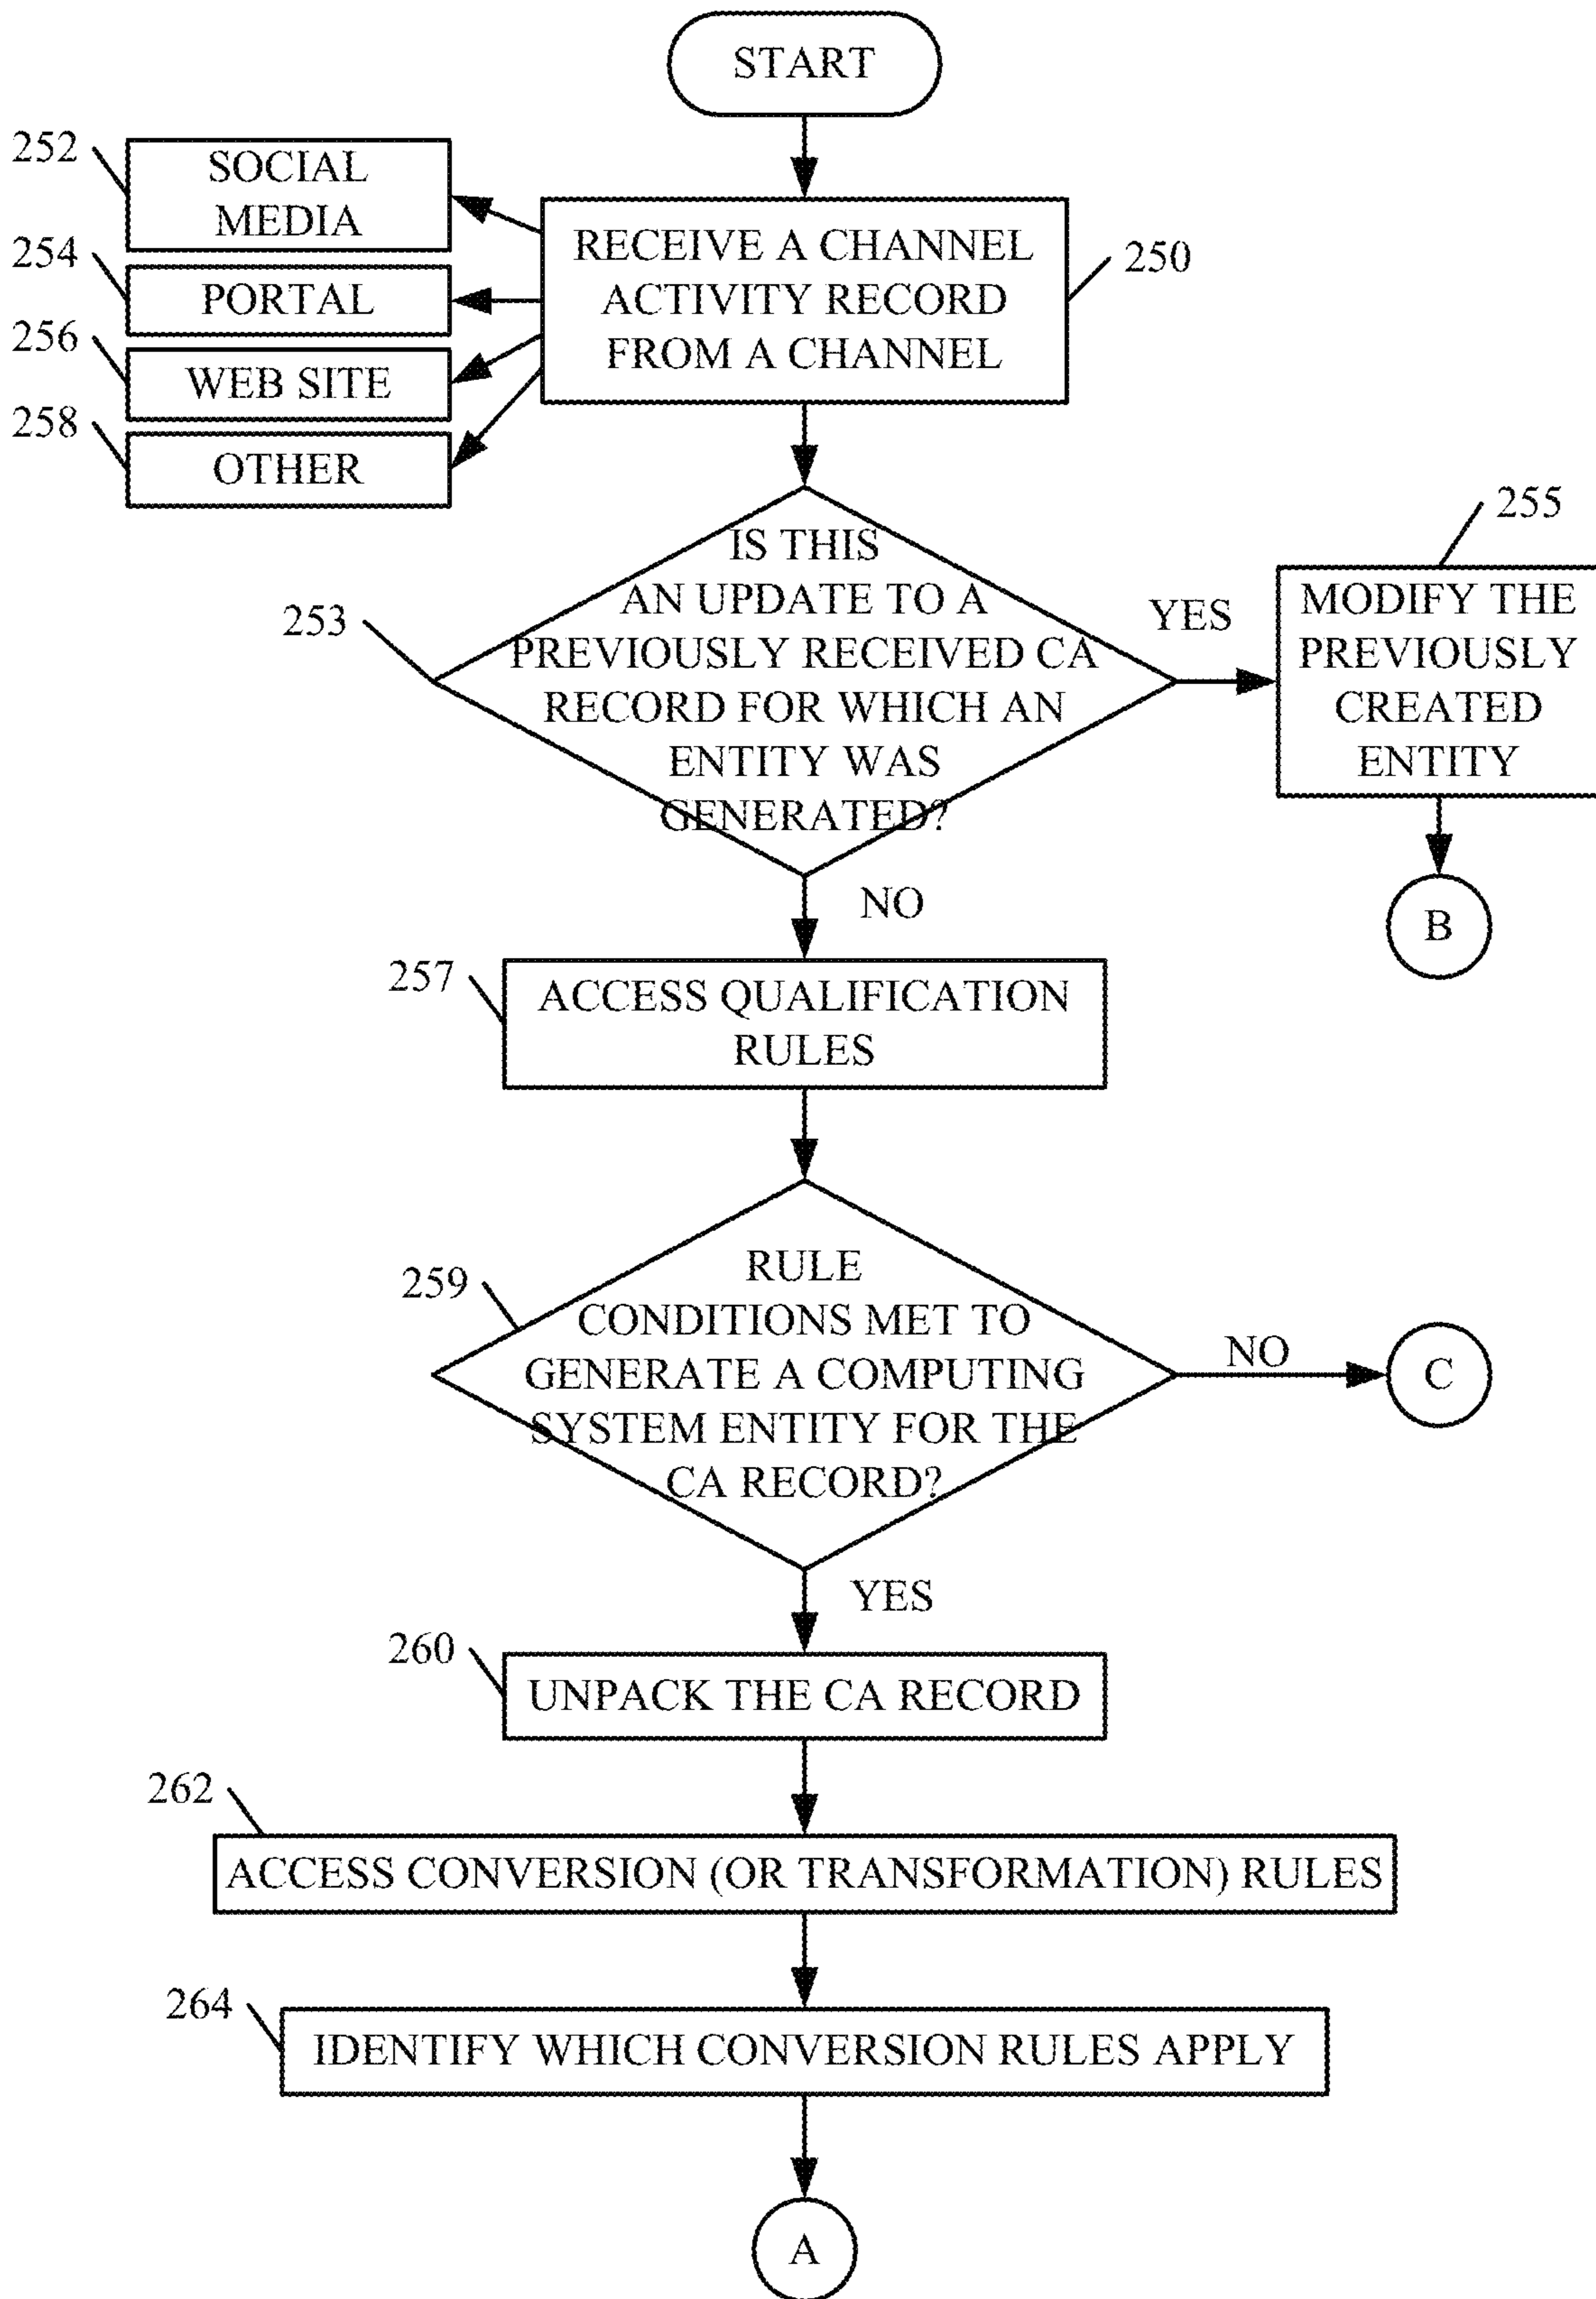 START
252
SOCIAL
MEDIA
254
PORTAL
256
WEB SITE
258
OTHER
RECEIVE A CHANNEL
ACTIVITY RECORD
FROM A CHANNEL
250
253
IS THIS
AN UPDATE TO A
PREVIOUSLY RECEIVED CA
RECORD FOR WHICH AN
ENTITY WAS
GENERATED?
YES
255
MODIFY THE
PREVIOUSLY
CREATED
ENTITY
B
NO
257
ACCESS QUALIFICATION
RULES
259
RULE
CONDITIONS MET TO
GENERATE A COMPUTING
SYSTEM ENTITY FOR THE
CA RECORD?
NO
C
YES
260
UNPACK THE CA RECORD
262
ACCESS CONVERSION (OR TRANSFORMATION) RULES
264
IDENTIFY WHICH CONVERSION RULES APPLY
A